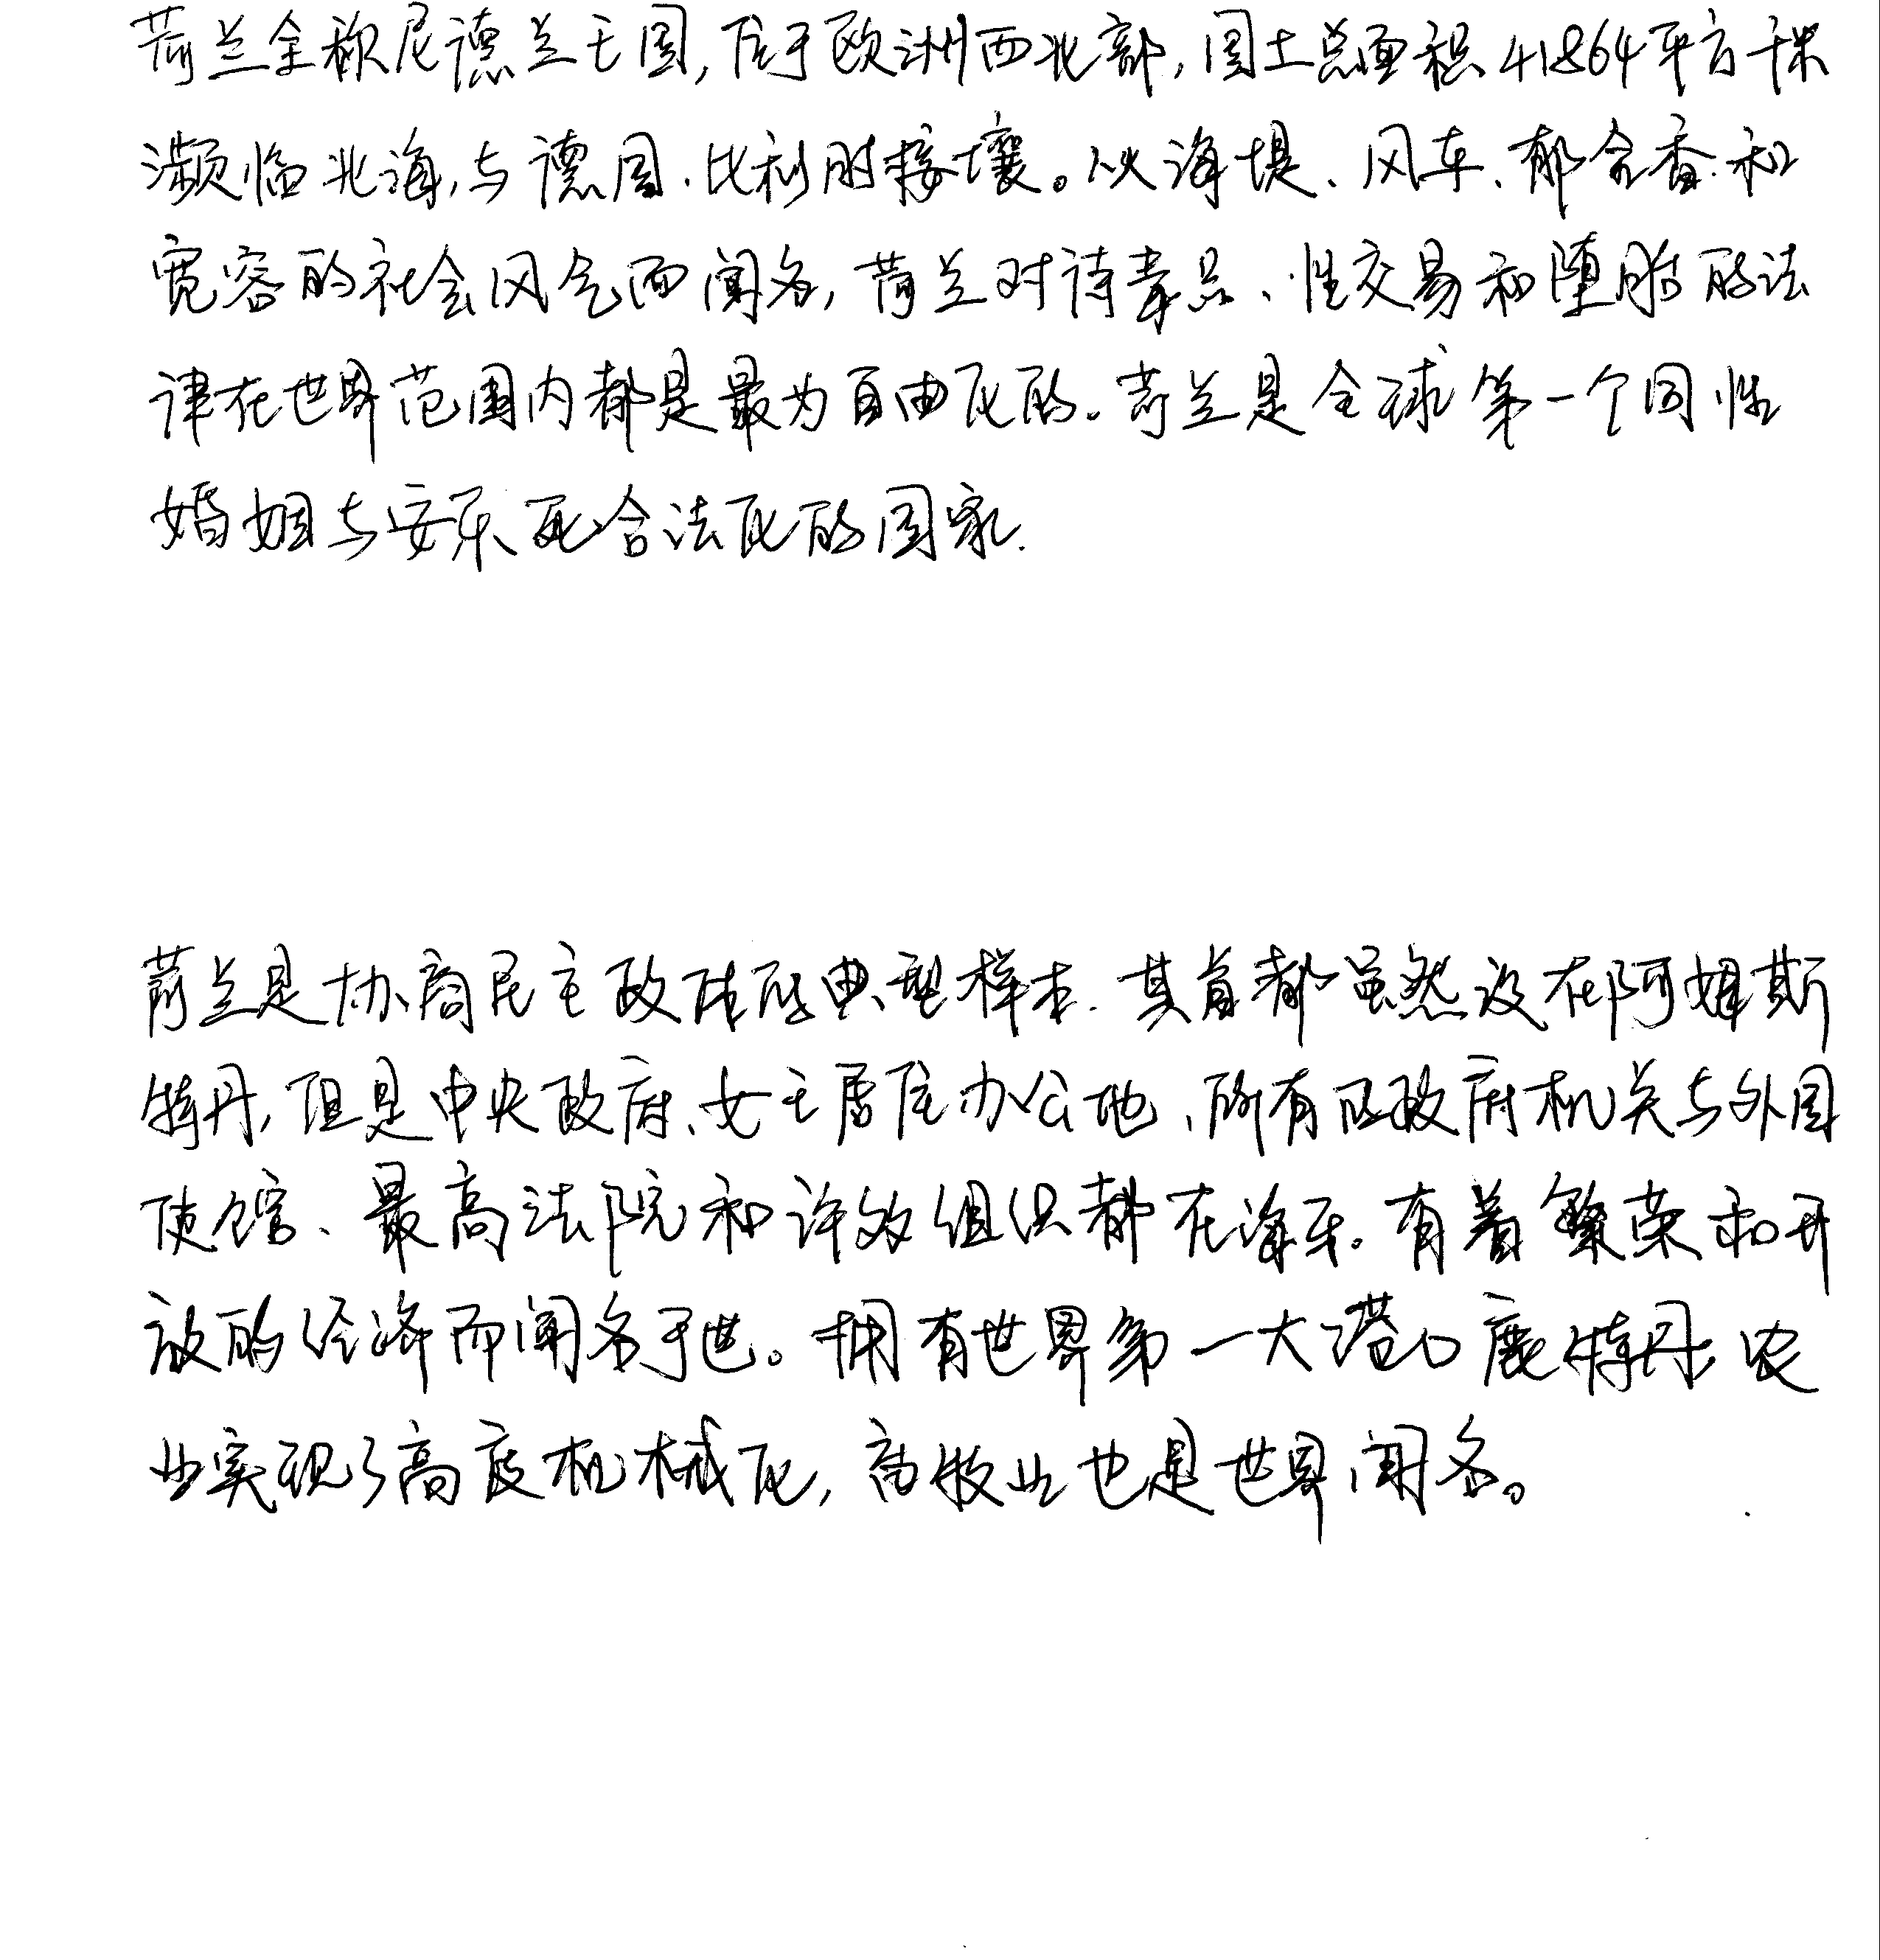 荷兰全称尼德兰王国,位于欧洲西北部,国土总面积41864平方千米
濒临北海,与德国、比利时接壤。以海堤、风车、郁金香和
宽容的社会风气而闻名,荷兰对待毒品、性交易和堕胎的法
律在世界范围内都是最为自由化的.荷兰是全球第一个同性
婚姻与安乐死合法化的国家.
荷兰是协商民主政体的典型样本.其首都虽然设在阿姆斯
特丹,但是中央政府、女王居住办公地、所有的政府机关与外国
使馆、最高法院和许多组织都在海牙.有着繁荣和开
放的经济而闻名于世。拥有世界第一大港口鹿特丹;农
业实现了高度机械化,畜牧业也是世界闻名。